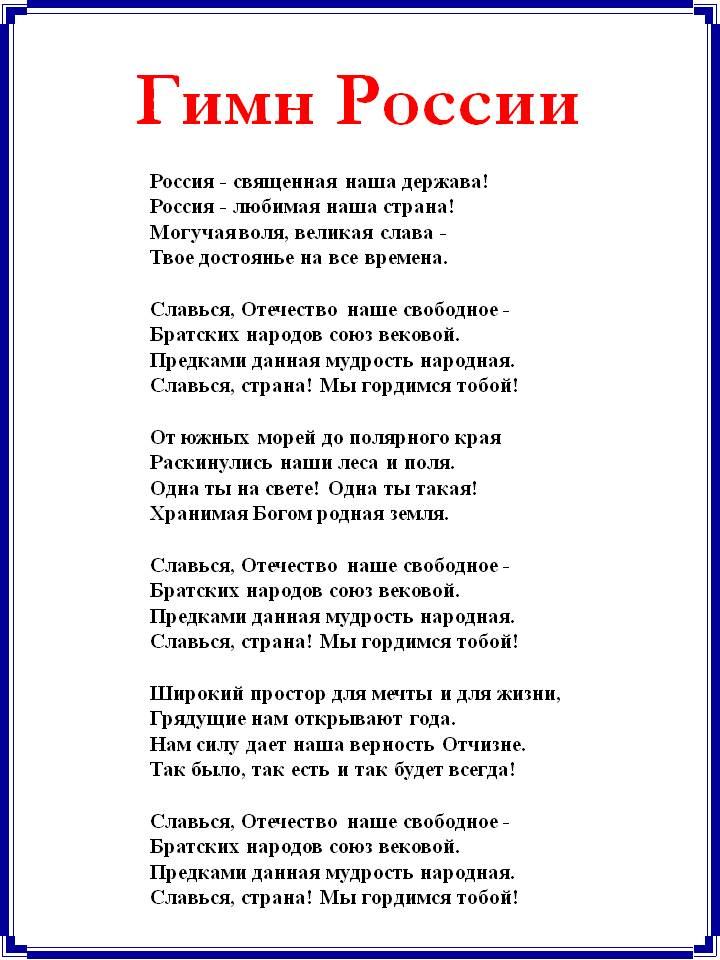 Гимн России
Россия - священная наша держава!
Россия - любимая наша страна!
Могучая воля, великая слава -
Твое достоянье на все времена.
Славься, Отечество наше свободное -
Братских народов союз вековой.
Предками данная мудрость народная.
Славься, страна! Мы гордимся тобой!
От южных морей до полярного края
Раскинулись наши леса и поля.
Одна ты на свете! Одна ты такая!
Хранимая Богом родная земля.
Славься, Отечество наше свободное -
Братских народов союз вековой.
Предками данная мудрость народная.
Славься, страна! Мы гордимся тобой!
Широкий простор для мечты и для жизни,
Грядущие нам открывают года.
Нам силу дает наша верность Отчизне.
Так было, так есть и так будет всегда!
Славься, Отечество наше свободное -
Братских народов союз вековой.
Предками данная мудрость народная.
Славься, страна! Мы гордимся тобой!